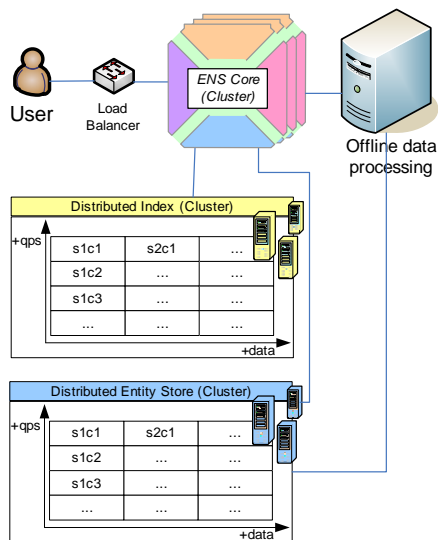 ENS Core
(Cluster)
User
Load
Balancer
Offline data
processing
Distributed Index (Cluster)
+qps
s1c1 s2c1 ...
s1c2 ... ...
s1c3 ... ...
... ... ...
+data
Distributed Entity Store (Cluster)
+qps
s1c1 s2c1 ...
s1c2 ... ...
s1c3 ... ...
... ... ...
+data